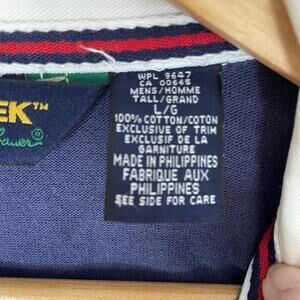 EK™
Bauer®
WPL 9647
CA 00665
MENS/HOMME
TALL/GRAND
L/G
100% COTTON/COTON
EXCLUSIVE OF TRIM
EXCLUSIF DE LA
GARNITURE
MADE IN PHILIPPINES
FABRIQUE AUX
PHILIPPINES
SEE SIDE FOR CARE